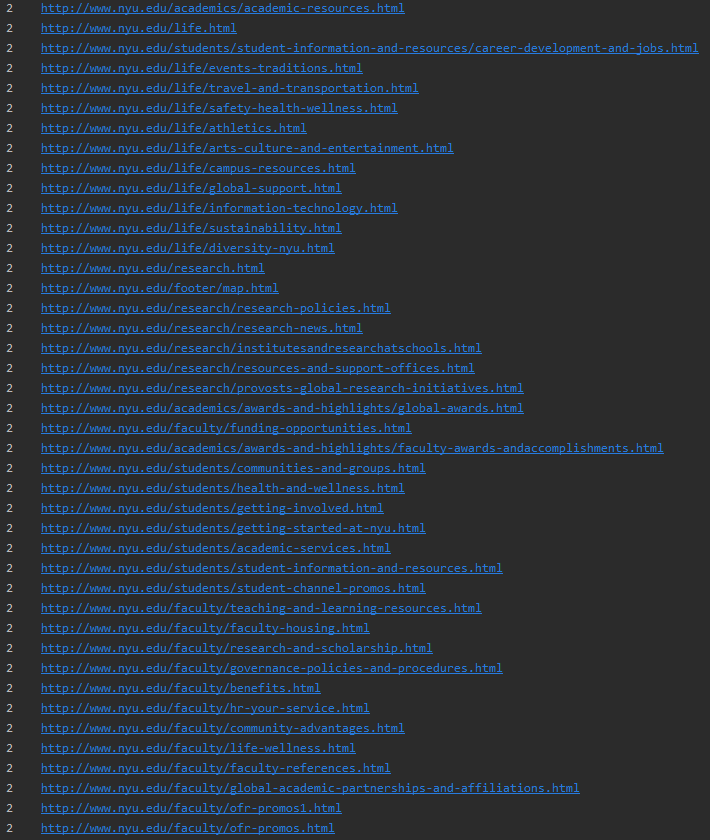 2 http://www.nyu.edu/academics/academic-resources.html
2 http://www.nyu.edu/life.html
2 http://www.nyu.edu/students/student-information-and-resources/career-development-and-jobs.html
2 http://www.nyu.edu/life/events-traditions.html
2 http://www.nyu.edu/life/travel-and-transportation.html
2 http://www.nyu.edu/life/safety-health-wellness.html
2 http://www.nyu.edu/life/athletics.html
2 http://www.nyu.edu/life/arts-culture-and-entertainment.html
2 http://www.nyu.edu/life/campus-resources.html
2 http://www.nyu.edu/life/global-support.html
2 http://www.nyu.edu/life/information-technology.html
2 http://www.nyu.edu/life/sustainability.html
2 http://www.nyu.edu/life/diversity-nyu.html
2 http://www.nyu.edu/research.html
2 http://www.nyu.edu/footer/map.html
2 http://www.nyu.edu/research/research-policies.html
2 http://www.nyu.edu/research/research-news.html
2 http://www.nyu.edu/research/institutesandresearchatschools.html
2 http://www.nyu.edu/research/resources-and-support-offices.html
2 http://www.nyu.edu/research/provosts-global-research-initiatives.html
2 http://www.nyu.edu/academics/awards-and-highlights/global-awards.html
2 http://www.nyu.edu/faculty/funding-opportunities.html
2 http://www.nyu.edu/academics/awards-and-highlights/faculty-awards-andaccomplishments.html
2 http://www.nyu.edu/students/communities-and-groups.html
2 http://www.nyu.edu/students/health-and-wellness.html
2 http://www.nyu.edu/students/getting-involved.html
2 http://www.nyu.edu/students/getting-started-at-nyu.html
2 http://www.nyu.edu/students/academic-services.html
2 http://www.nyu.edu/students/student-information-and-resources.html
2 http://www.nyu.edu/students/student-channel-promos.html
2 http://www.nyu.edu/faculty/teaching-and-learning-resources.html
2 http://www.nyu.edu/faculty/faculty-housing.html
2 http://www.nyu.edu/faculty/research-and-scholarship.html
2 http://www.nyu.edu/faculty/governance-policies-and-procedures.html
2 http://www.nyu.edu/faculty/benefits.html
2 http://www.nyu.edu/faculty/hr-your-service.html
2 http://www.nyu.edu/faculty/community-advantages.html
2 http://www.nyu.edu/faculty/life-wellness.html
2 http://www.nyu.edu/faculty/faculty-references.html
2 http://www.nyu.edu/faculty/global-academic-partnerships-and-affiliations.html
2 http://www.nyu.edu/faculty/ofr-promos1.html
2 http://www.nyu.edu/faculty/ofr-promos.html